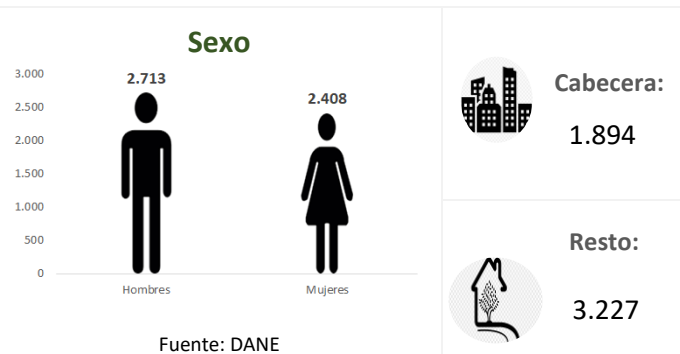 Sexo
3.000
2.500
2.000
1.500
1.000
500
0
2.713
2.408
Hombres
Mujeres
Fuente: DANE
Cabecera:
1.894
Resto:
3.227